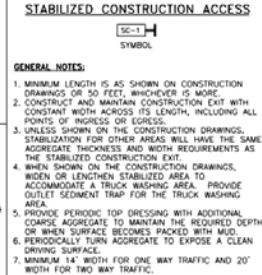 STABILIZED CONSTRUCTION ACCESS
SC-1
SYMBOL
GENERAL NOTES:
1. MINIMUM LENGTH IS AS SHOWN ON CONSTRUCTION
DRAWINGS OR 50 FEET, WHICHEVER IS MORE.
2. CONSTRUCT AND MAINTAIN CONSTRUCTION EXIT WITH
CONSTANT WIDTH ACROSS ITS LENGTH, INCLUDING ALL
POINTS OF INGRESS OR EGRESS.
3. UNLESS SHOWN ON THE CONSTRUCTION DRAWINGS,
STABILIZATION FOR OTHER AREAS WILL HAVE THE SAME
AGGREGATE THICKNESS AND WIDTH REQUIREMENTS AS
THE STABILIZED CONSTRUCTION EXIT.
4. WHEN SHOWN ON THE CONSTRUCTION DRAWINGS,
WIDEN OR LENGTHEN STABILIZED AREA TO
ACCOMMODATE A TRUCK WASHING AREA. PROVIDE
OUTLET SEDIMENT TRAP FOR THE TRUCK WASHING
AREA.
5. PROVIDE PERIODIC TOP DRESSING WITH ADDITIONAL
COARSE AGGREGATE TO MAINTAIN THE REQUIRED DEPTH
OR WHEN SURFACE BECOMES PACKED WITH MUD.
6. PERIODICALLY TURN AGGREGATE TO EXPOSE A CLEAN
DRIVING SURFACE.
7. MINIMUM 14' WIDTH FOR ONE WAY TRAFFIC AND 20'
WIDTH FOR TWO WAY TRAFFIC.